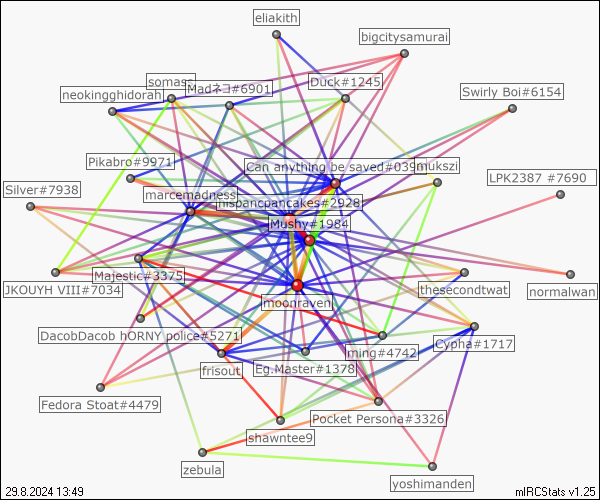 eliakith
bigcitysamurai
somass
Madネコ#6901
Duck#1245
neokingghidorah
Swirly Boi#6154
Pikabro#9971
Can anything be saved#039
mukszi
LPK2387 #7690
Silver#7938
marcemadness
mspancpancakes#2928
Mushy#1984
Majestic#3375
JKOUYH VIII#7034
thesecondtwat
normalwan
moonraven
DacobDacob hORNY police#5271
ming#4742
Cypha#1717
frisout
Eg.Master#1378
Fedora Stoat#4479
Pocket Persona#3326
shawntee9
zebula
yoshimanden
29.8.2024 13:49
mIRCStats v1.25